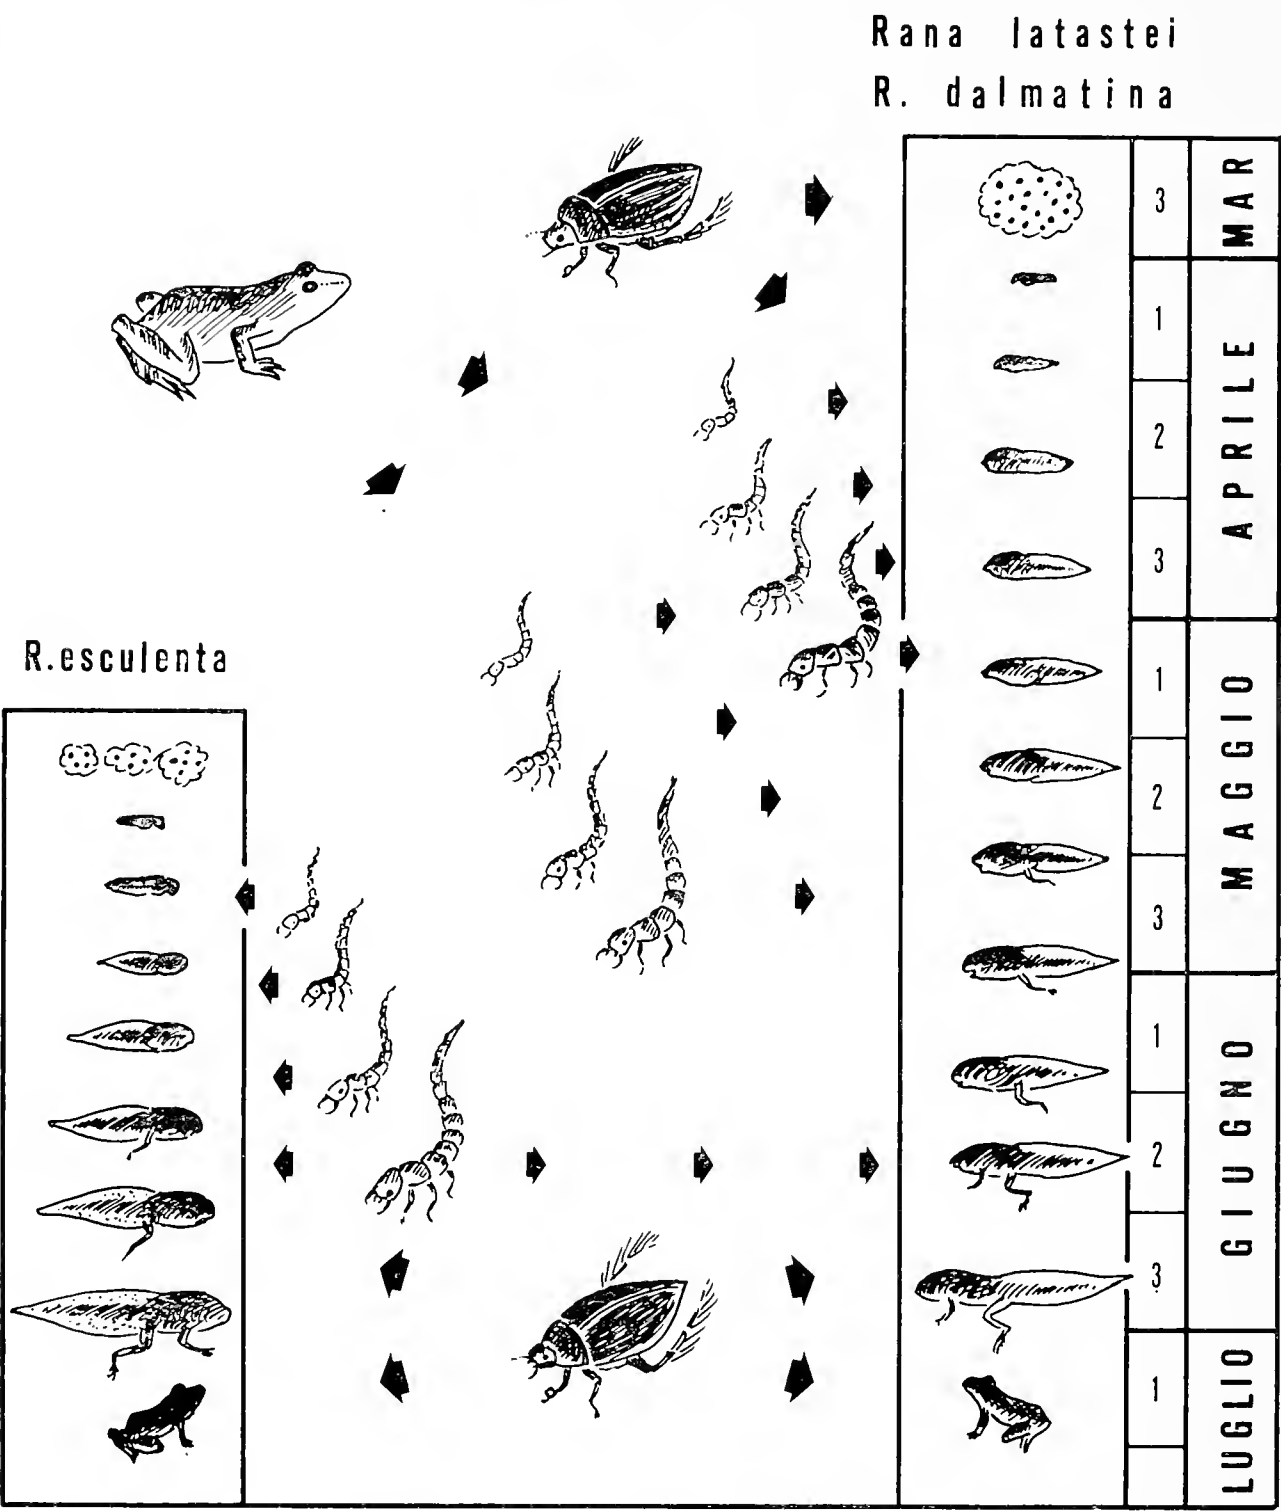 Rana latastei
R. dalmatina
R.esculenta
3
MAR
1
2
3
APRILE
1
2
3
MAGGIO
1
2
3
GIUGNO
1
LUGLIO